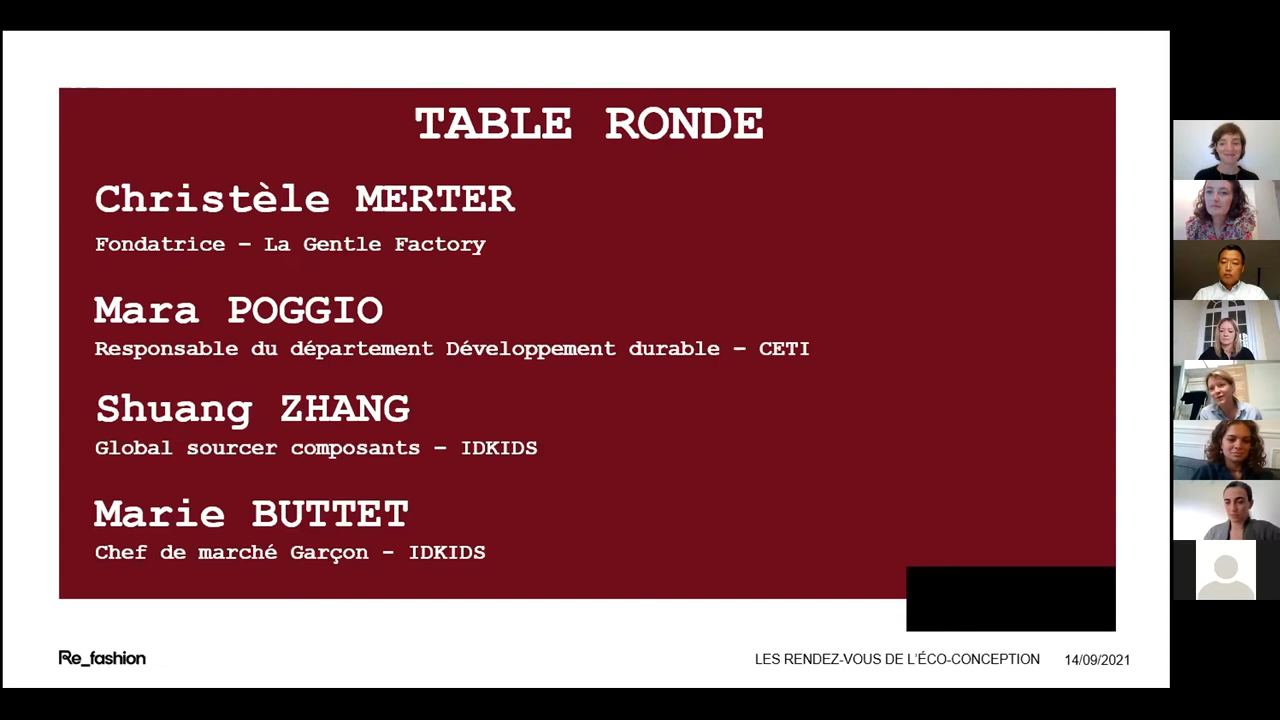 TABLE RONDE
Christèle MERTER
Fondatrice – La Gentle Factory
Mara POGGIO
Responsable du département Développement durable – CETI
Shuang ZHANG
Global sourcer composants – IDKIDS
Marie BUTTET
Chef de marché Garçon - IDKIDS
Re_fashion
LES RENDEZ-VOUS DE L'ÉCO-CONCEPTION 14/09/2021